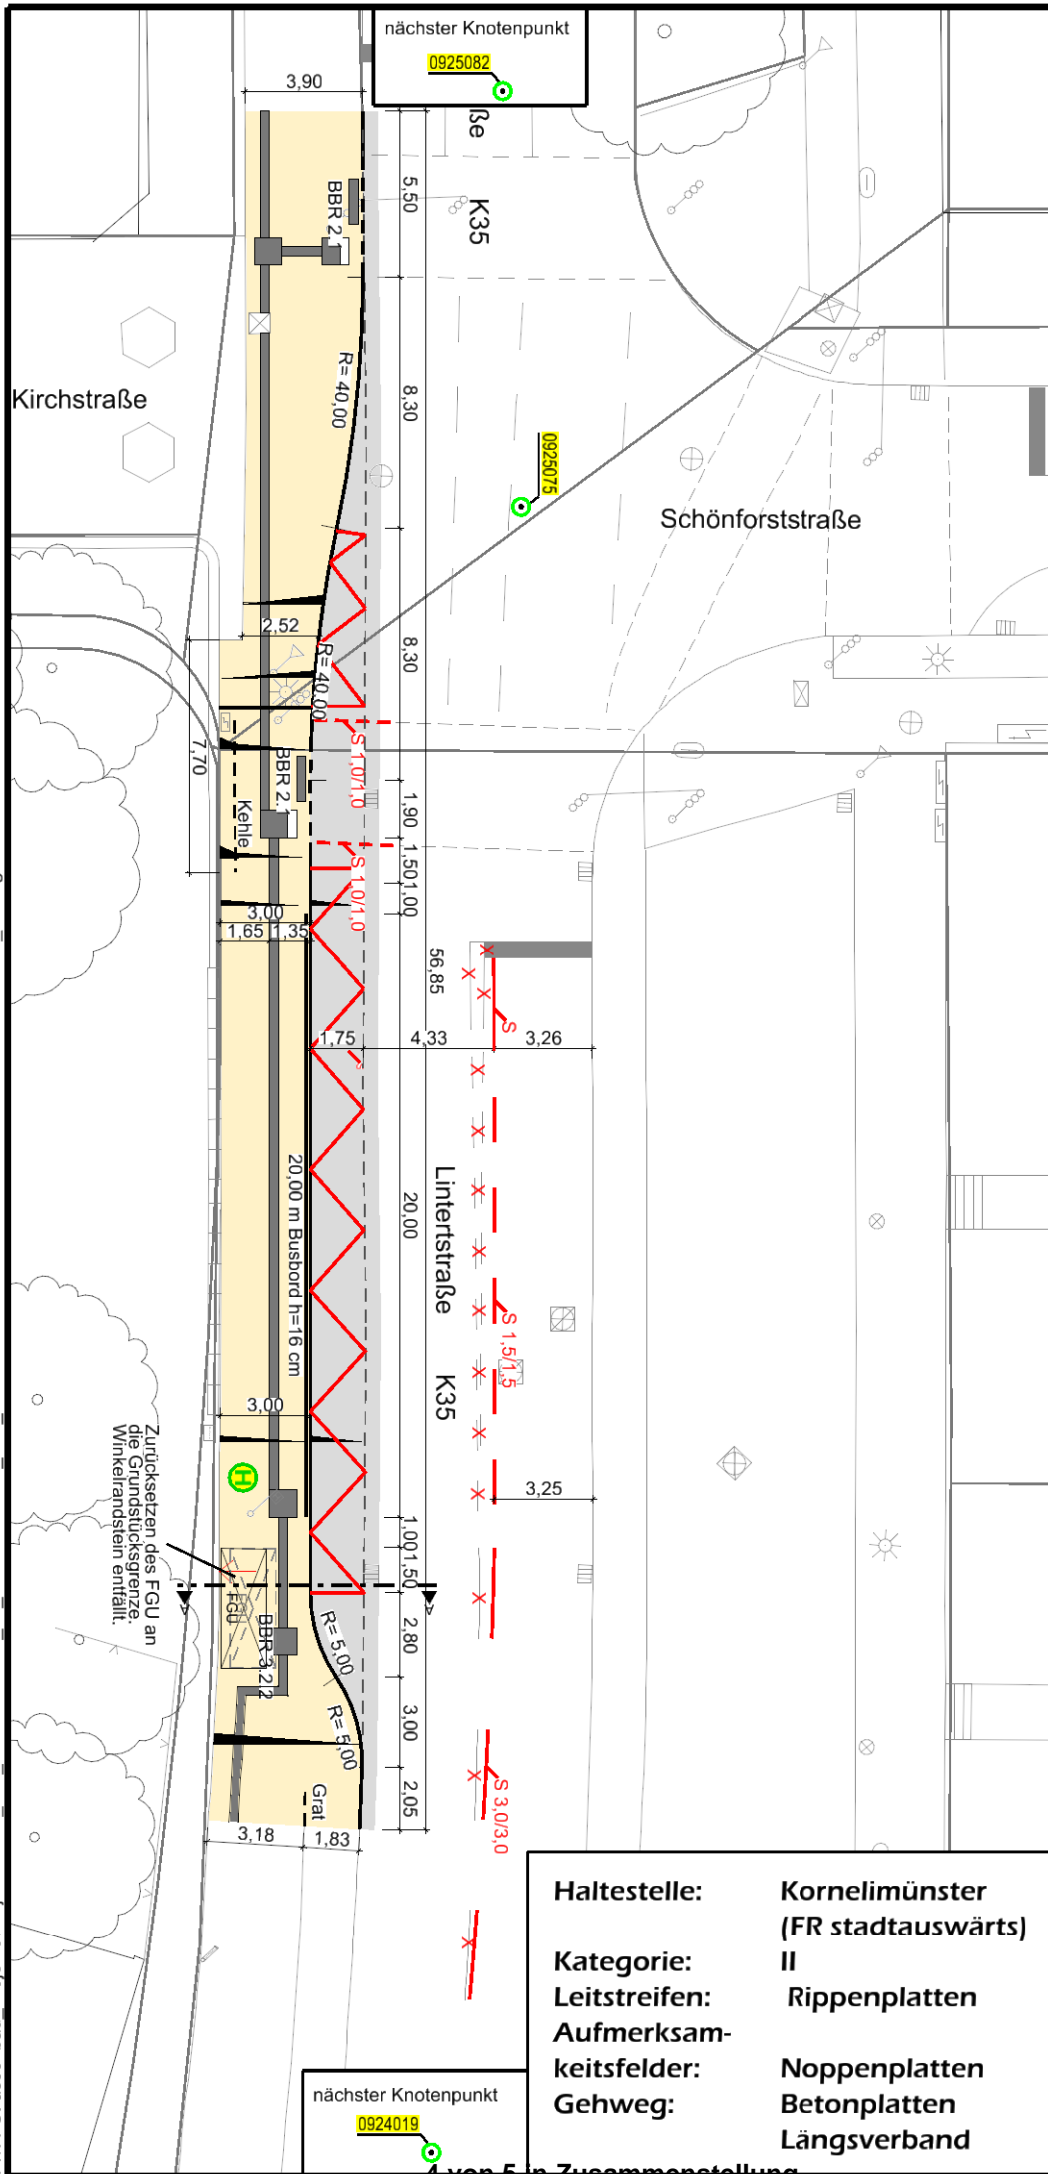 nächster Knotenpunkt
0925082
3,90
ße
K35
5,50
BBR 2.1
R= 40,00
8,30
Kirchstraße
0925075
Schönforststraße
2,52
R= 40.00
8,30
7,70
S 1,0/1,0
BBR 2.1
Kehle
1,90
1,50
1,00
S 1,0/1,0
3,00
1,65
1,35
56,85
S
1,75
4,33
3,26
s
Lintertstraße
K35
20,00
20,00 m Busbord h=16 cm
S 1,5/1,5
3,00
H
3,25
Zurücksetzen des FGU an
die Grundstücksgrenze.
Winkelrandstein entfällt.
FGU
1,00
1,50
BBR 3.2.2
R= 5,00
2,80
R= 5,00
3,00
S 3,0/3,0
Grat
2,05
3,18
1,83
Haltestelle: Kornelimünster
(FR stadtauswärts)
Kategorie: II
Leitstreifen: Rippenplatten
Aufmerksam-
keitsfelder: Noppenplatten
Gehweg: Betonplatten
Längsverband
nächster Knotenpunkt
0924019
4 von 5 in Zusammenstellung